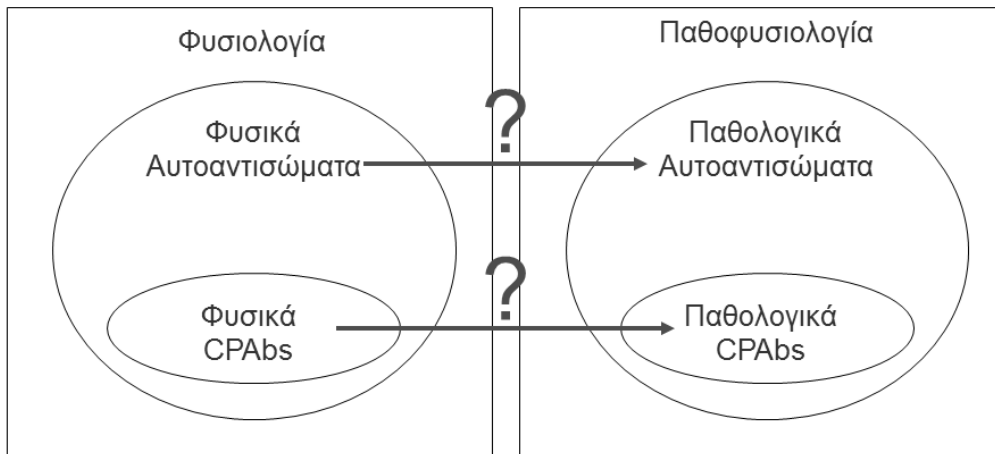 Φυσιολογία
Παθοφυσιολογία
?
Φυσικά
Αυτοαντισώματα
Παθολογικά
Αυτοαντισώματα
?
Φυσικά
CPAbs
Παθολογικά
CPAbs